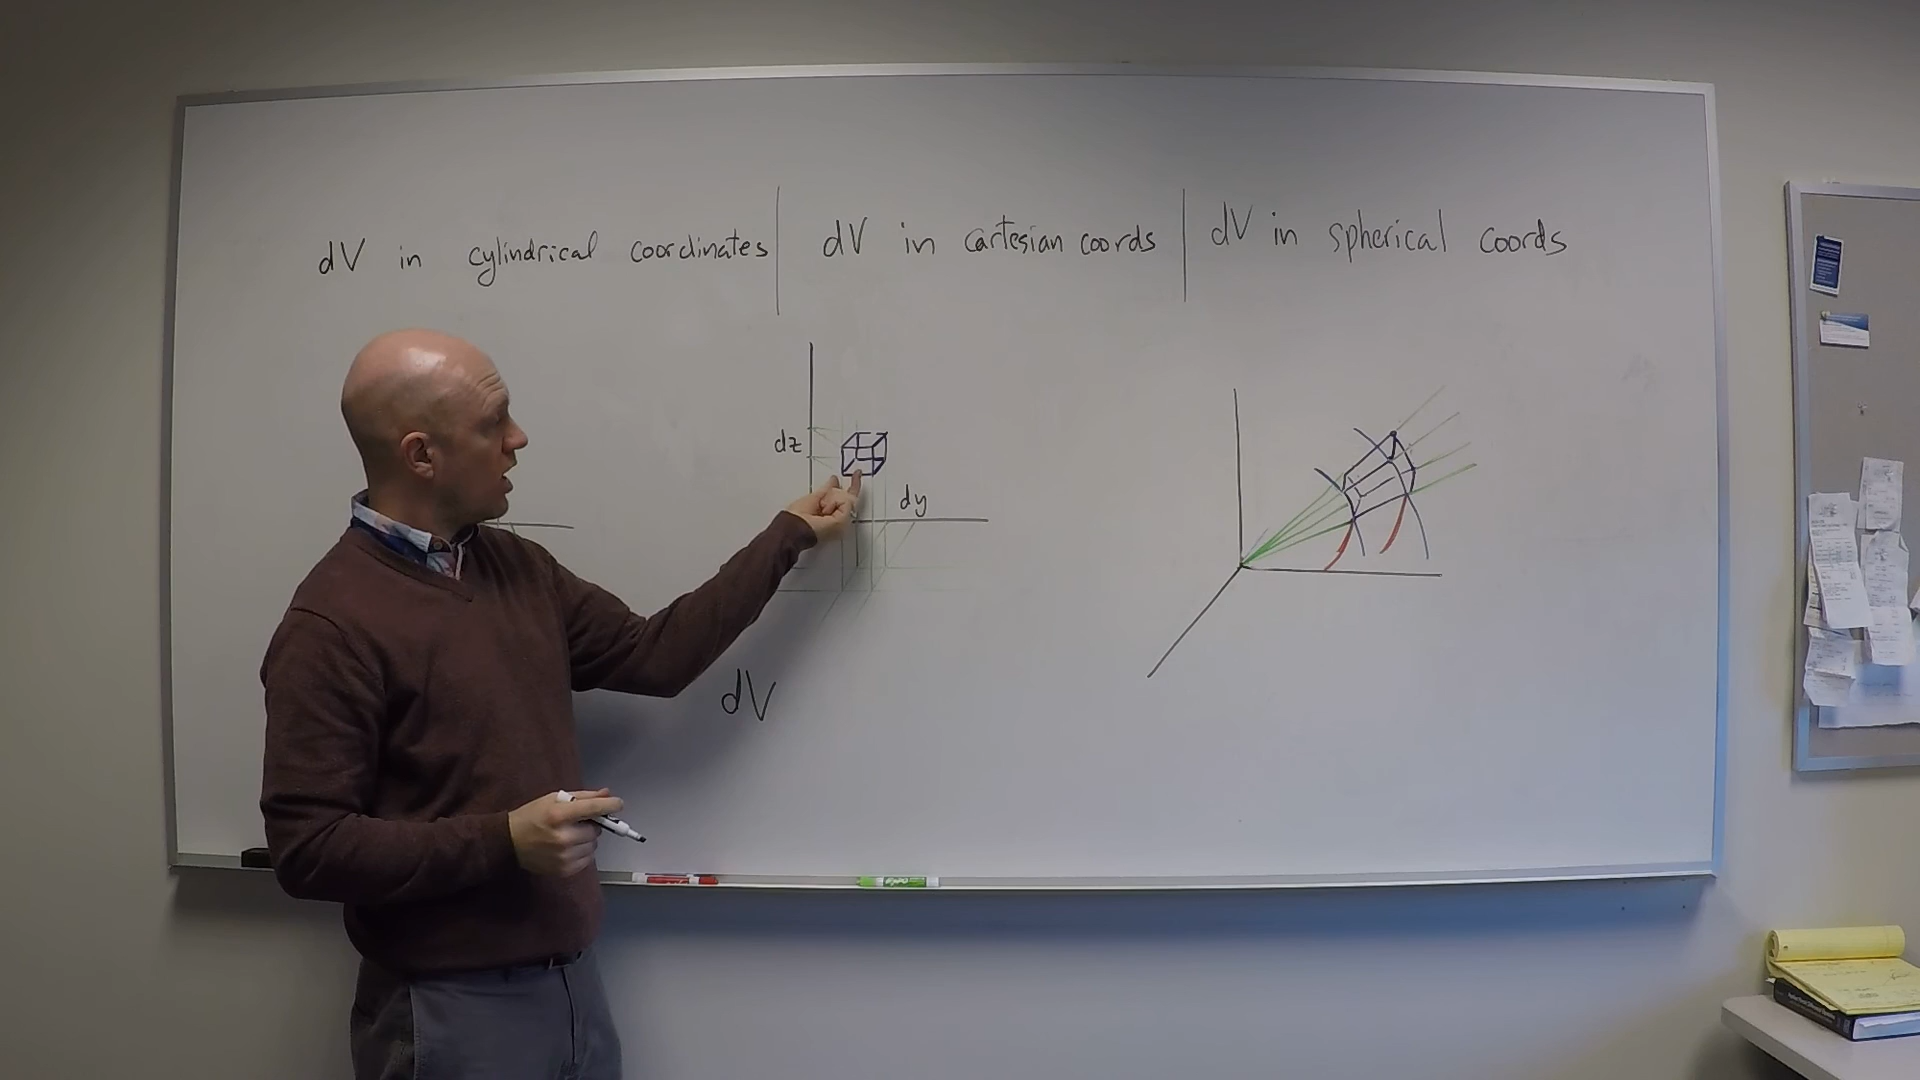 dV in cylindrical coordinates
dV in cartesian coords
dV in spherical coords
dz
dy
dV